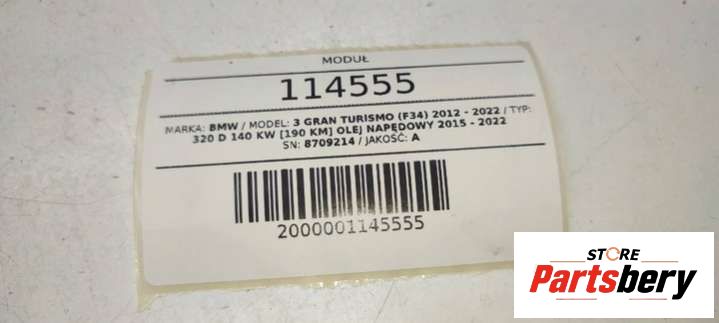 MODUŁ
114555
MARKA: BMW / MODEL: 3 GRAN TURISMO (F34) 2012 - 2022 / TYP:
320 D 140 KW [190 KM] OLEJ NAPĘDOWY 2015 - 2022
SN: 8709214 / JAKOŚĆ: A
2000001145555
STORE
Partsbery